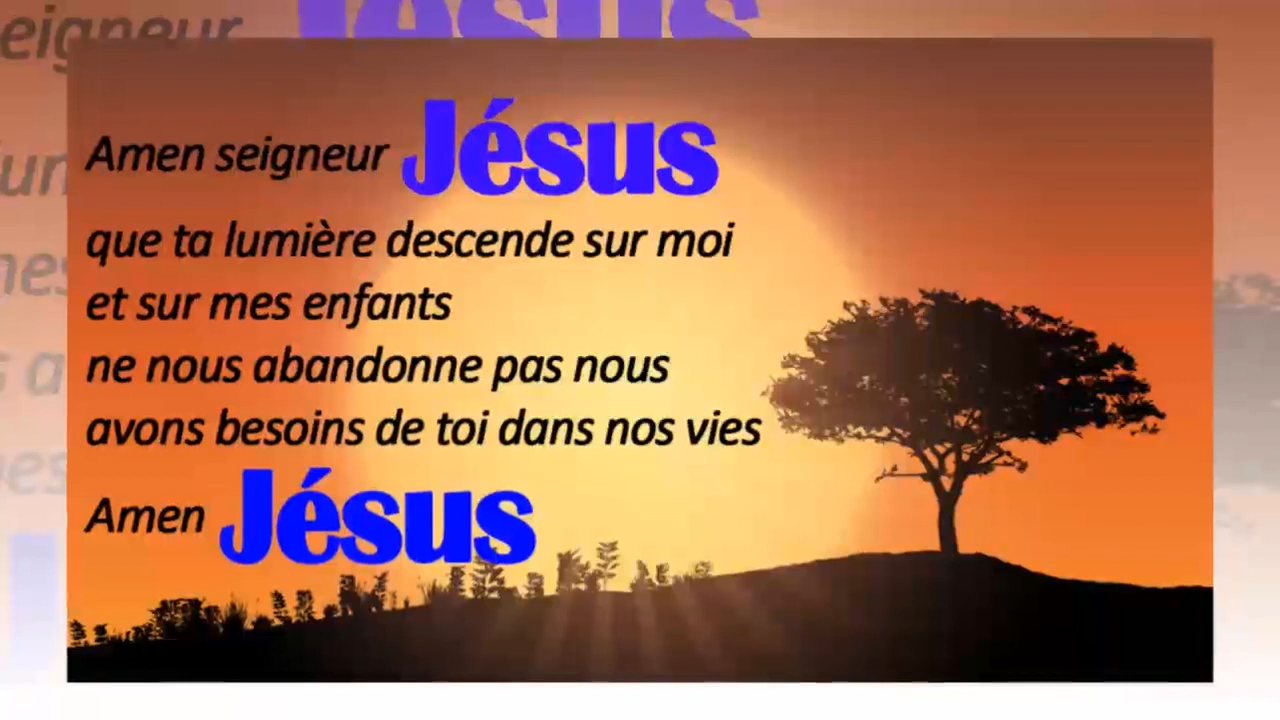 Amen seigneur Jésus
que ta lumière descende sur moi
et sur mes enfants
ne nous abandonne pas nous
avons besoins de toi dans nos vies
Amen Jésus